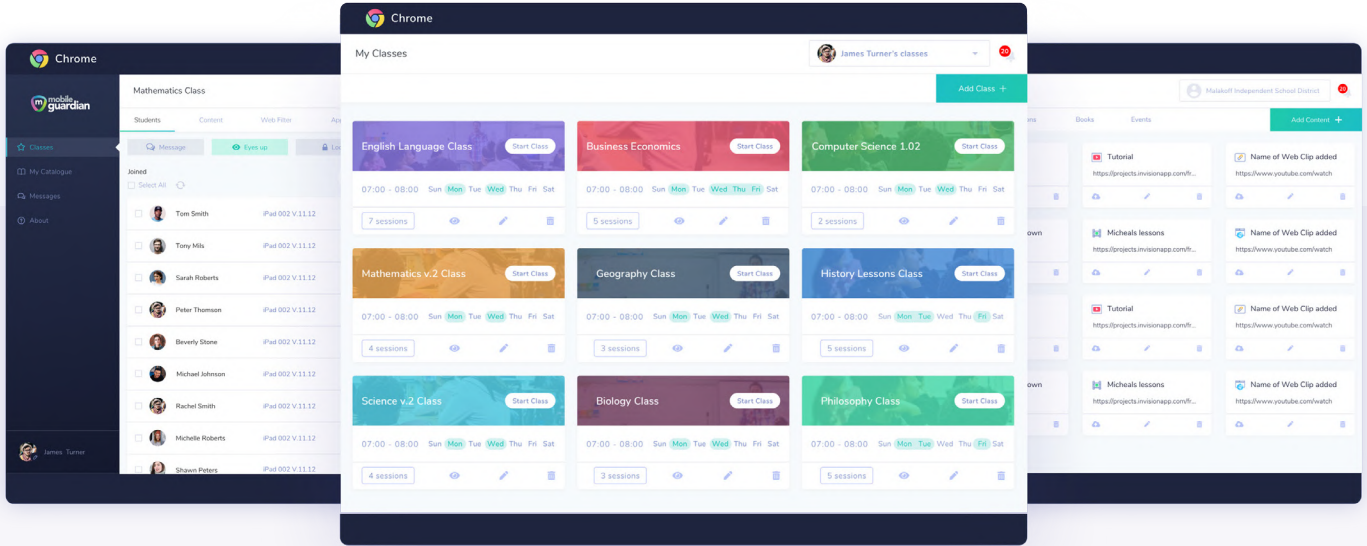 Chrome
mobile
guardian
Classes
My Catalogue
Messages
About
James Turner
Mathematics Class
Students Content Web Filter
Message Eyes up
Joined
Select All
Tom Smith iPad 002 V.11.12
Tony Mils iPad 002 V.11.12
Sarah Roberts iPad 002 V.11.12
Peter Thomson iPad 002 V.11.12
Beverly Stone iPad 002 V.11.12
Michael Johnson iPad 002 V.11.12
Rachel Smith iPad 002 V.11.12
Michelle Roberts iPad 002 V.11.12
Shawn Peters iPad 002 V.11.12
Chrome
My Classes James Turner's classes 20
Add Class +
English Language Class Start Class Business Economics Start Class Computer Science 1.02 Start Class
07:00 - 08:00 Sun Mon Tue Wed Thu Fri Sat 07:00 - 08:00 Sun Mon Tue Wed Thu Fri Sat 07:00 - 08:00 Sun Mon Tue Wed Thu Fri Sat
7 sessions 5 sessions 2 sessions
Mathematics v.2 Class Start Class Geography Class Start Class History Lessons Class Start Class
07:00 - 08:00 Sun Mon Tue Wed Thu Fri Sat 07:00 - 08:00 Sun Mon Tue Wed Thu Fri Sat 07:00 - 08:00 Sun Mon Tue Wed Thu Fri Sat
4 sessions 3 sessions 5 sessions
Science v.2 Class Start Class Biology Class Start Class Philosophy Class Start Class
07:00 - 08:00 Sun Mon Tue Wed Thu Fri Sat 07:00 - 08:00 Sun Mon Tue Wed Thu Fri Sat 07:00 - 08:00 Sun Mon Tue Wed Thu Fri Sat
4 sessions 3 sessions 5 sessions
Malakoff Independent School District 20
Books Events Add Content +
Tutorial Name of Web Clip added
https://projects.invisionapp.com/fr... https://www.youtube.com/watch
Micheals lessons Name of Web Clip added
https://projects.invisionapp.com/fr... https://www.youtube.com/watch
Tutorial Name of Web Clip added
https://projects.invisionapp.com/fr... https://www.youtube.com/watch
Micheals lessons Name of Web Clip added
https://projects.invisionapp.com/fr... https://www.youtube.com/watch